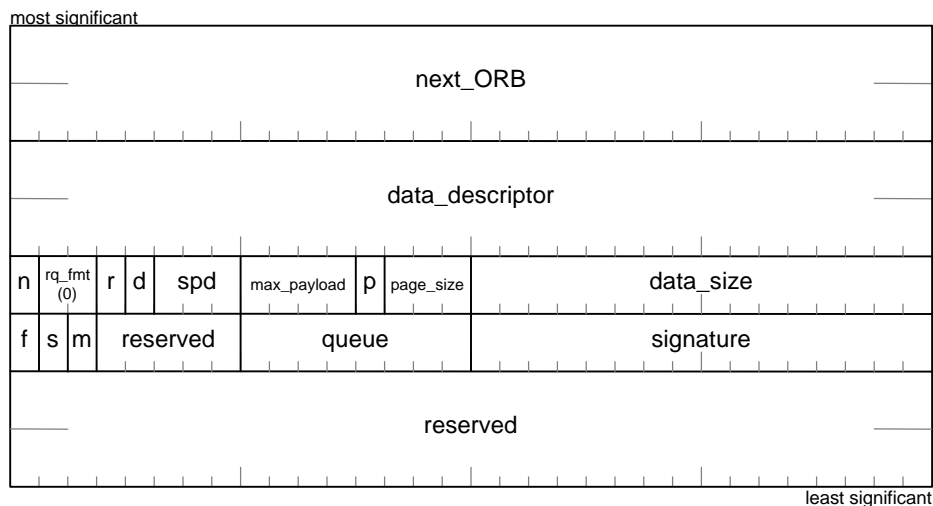 most significant
next_ORB
data_descriptor
n rq_fmt (0) r d spd max_payload p page_size data_size
f s m reserved queue signature
reserved
least significant